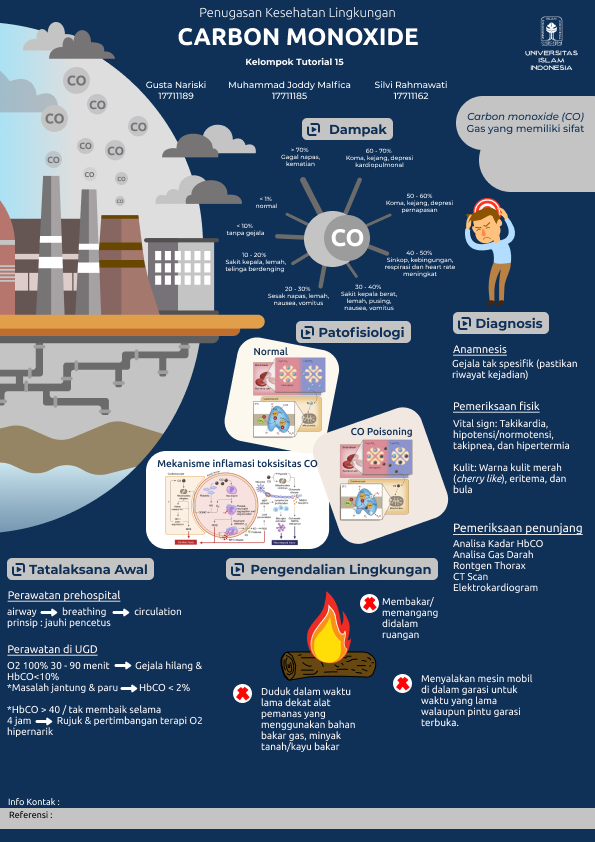 Penugasan Kesehatan Lingkungan
CARBON MONOXIDE
Kelompok Tutorial 15
Gusta Nariski
17711189
Muhammad Joddy Malfica
17711185
Silvi Rahmawati
17711162
UNIVERSITAS
ISLAM
INDONESIA
Carbon monoxide (CO)
Gas yang memiliki sifat
CO
CO
CO
CO
CO
CO
CO
CO
Dampak
> 70%
Gagal napas,
kematian
60 - 70%
Koma, kejang, depresi
kardiopulmonal
< 1%
normal
50 - 60%
Koma, kejang, depresi
pernapasan
< 10%
tanpa gejala
CO
10 - 20%
Sakit kepala, lemah,
telinga berdenging
40 - 50%
Sinkop, kebingungan,
respirasi dan heart rate
meningkat
20 - 30%
Sesak napas, lemah,
nausea, vomitus
30 - 40%
Sakit kepala berat,
lemah, pusing,
nausea, vomitus
Patofisiologi
Normal
CO Poisoning
Mekanisme inflamasi toksisitas CO
Diagnosis
Anamnesis
Gejala tak spesifik (pastikan
riwayat kejadian)
Pemeriksaan fisik
Vital sign: Takikardia,
hipotensi/normotensi,
takipnea, dan hipertermia
Kulit: Warna kulit merah
(cherry like), eritema, dan
bula
Pemeriksaan penunjang
Analisa Kadar HbCO
Analisa Gas Darah
Rontgen Thorax
CT Scan
Elektrokardiogram
Tatalaksana Awal
Perawatan prehospital
airway → breathing → circulation
prinsip : jauhi pencetus
Perawatan di UGD
O2 100% 30 - 90 menit → Gejala hilang &
HbCO<10%
*Masalah jantung & paru → HbCO < 2%
*HbCO > 40 / tak membaik selama
4 jam → Rujuk & pertimbangan terapi O2
hipernarik
Pengendalian Lingkungan
Membakar/
memangang
didalam
ruangan
Duduk dalam waktu
lama dekat alat
pemanas yang
menggunakan bahan
bakar gas, minyak
tanah/kayu bakar
Menyalakan mesin mobil
di dalam garasi untuk
waktu yang lama
walaupun pintu garasi
terbuka.
Info Kontak :
Referensi :